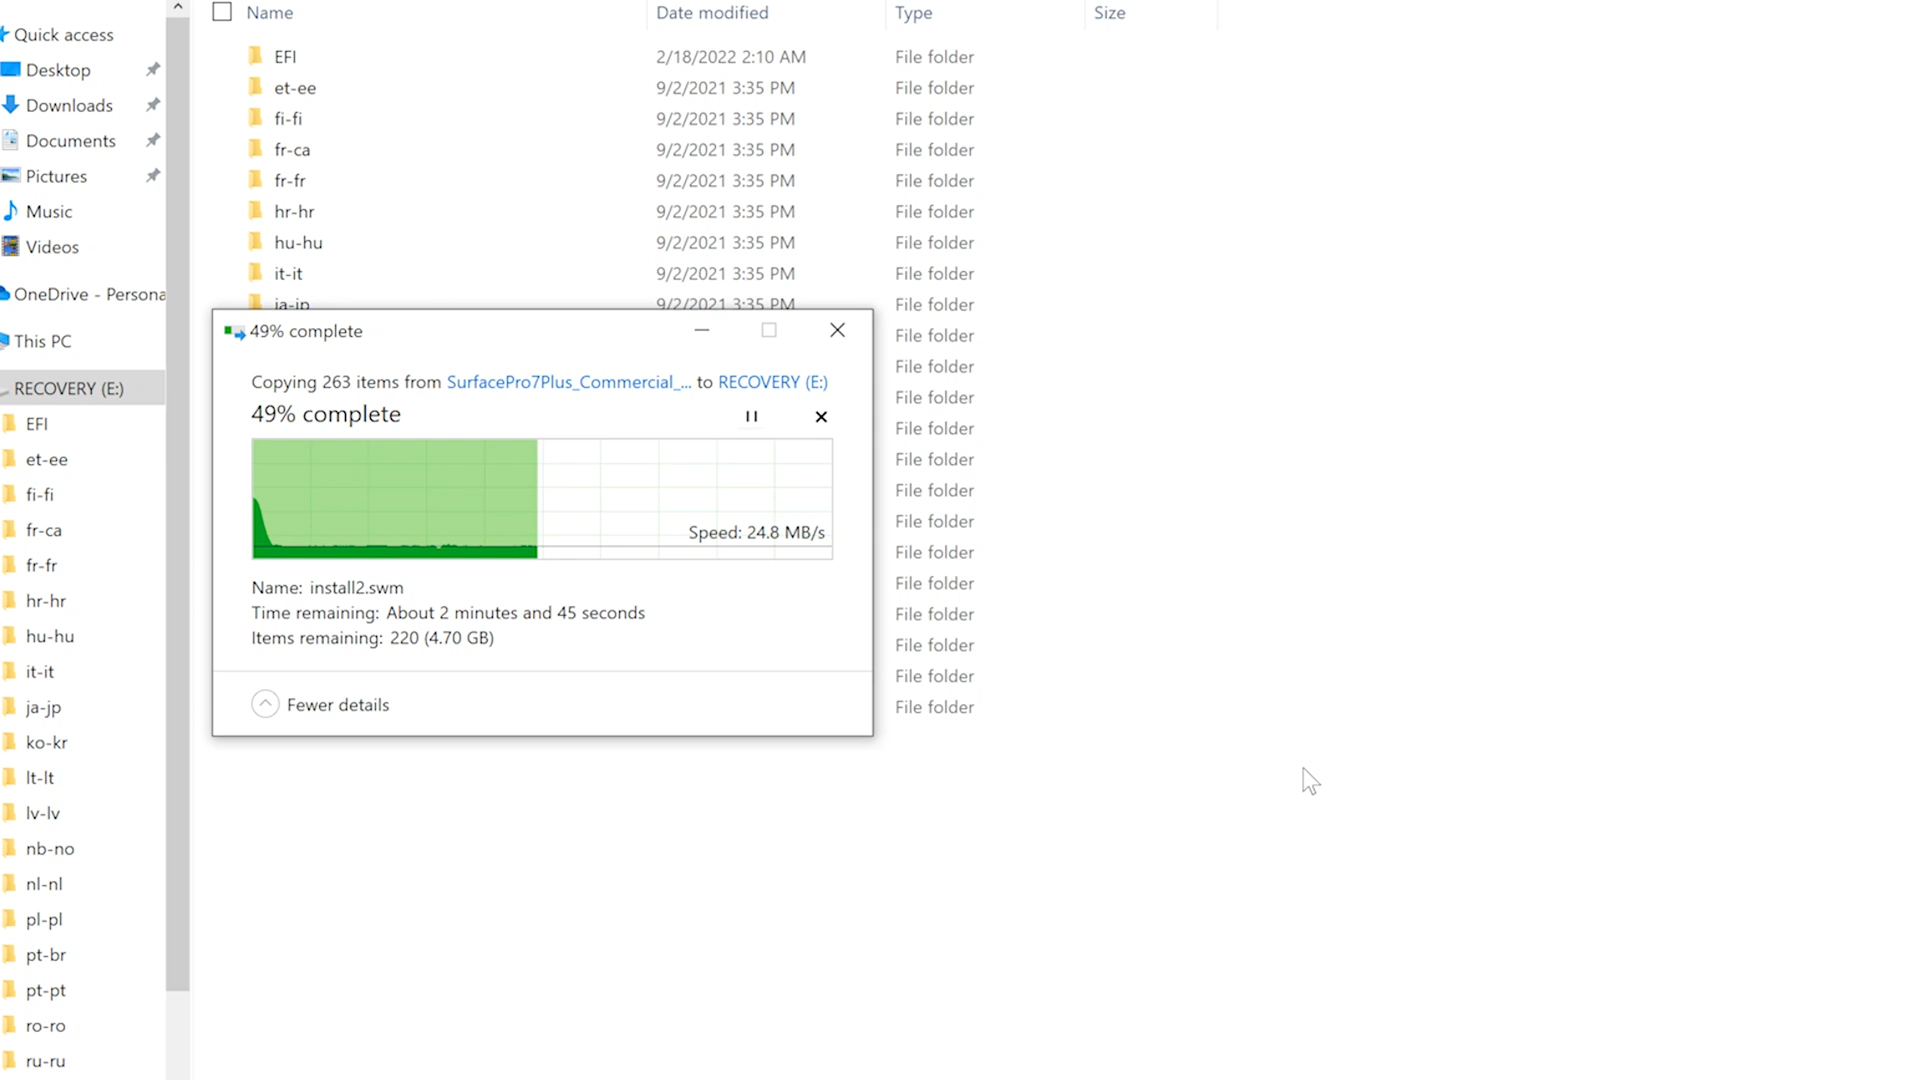 Name Date modified Type Size
Quick access
Desktop
Downloads
Documents
Pictures
Music
Videos
OneDrive - Persona
This PC
RECOVERY (E:)
EFI
et-ee
fi-fi
fr-ca
fr-fr
hr-hr
hu-hu
it-it
ja-jp
ko-kr
lt-lt
lv-lv
nb-no
nl-nl
pl-pl
pt-br
pt-pt
ro-ro
ru-ru
EFI 2/18/2022 2:10 AM File folder
et-ee 9/2/2021 3:35 PM File folder
fi-fi 9/2/2021 3:35 PM File folder
fr-ca 9/2/2021 3:35 PM File folder
fr-fr 9/2/2021 3:35 PM File folder
hr-hr 9/2/2021 3:35 PM File folder
hu-hu 9/2/2021 3:35 PM File folder
it-it 9/2/2021 3:35 PM File folder
ja-jp 9/2/2021 3:35 PM File folder
File folder
File folder
File folder
File folder
File folder
File folder
File folder
File folder
File folder
File folder
File folder
File folder
File folder
49% complete
Copying 263 items from SurfacePro7Plus_Commercial_... to RECOVERY (E:)
49% complete
Speed: 24.8 MB/s
Name: install2.swm
Time remaining: About 2 minutes and 45 seconds
Items remaining: 220 (4.70 GB)
Fewer details